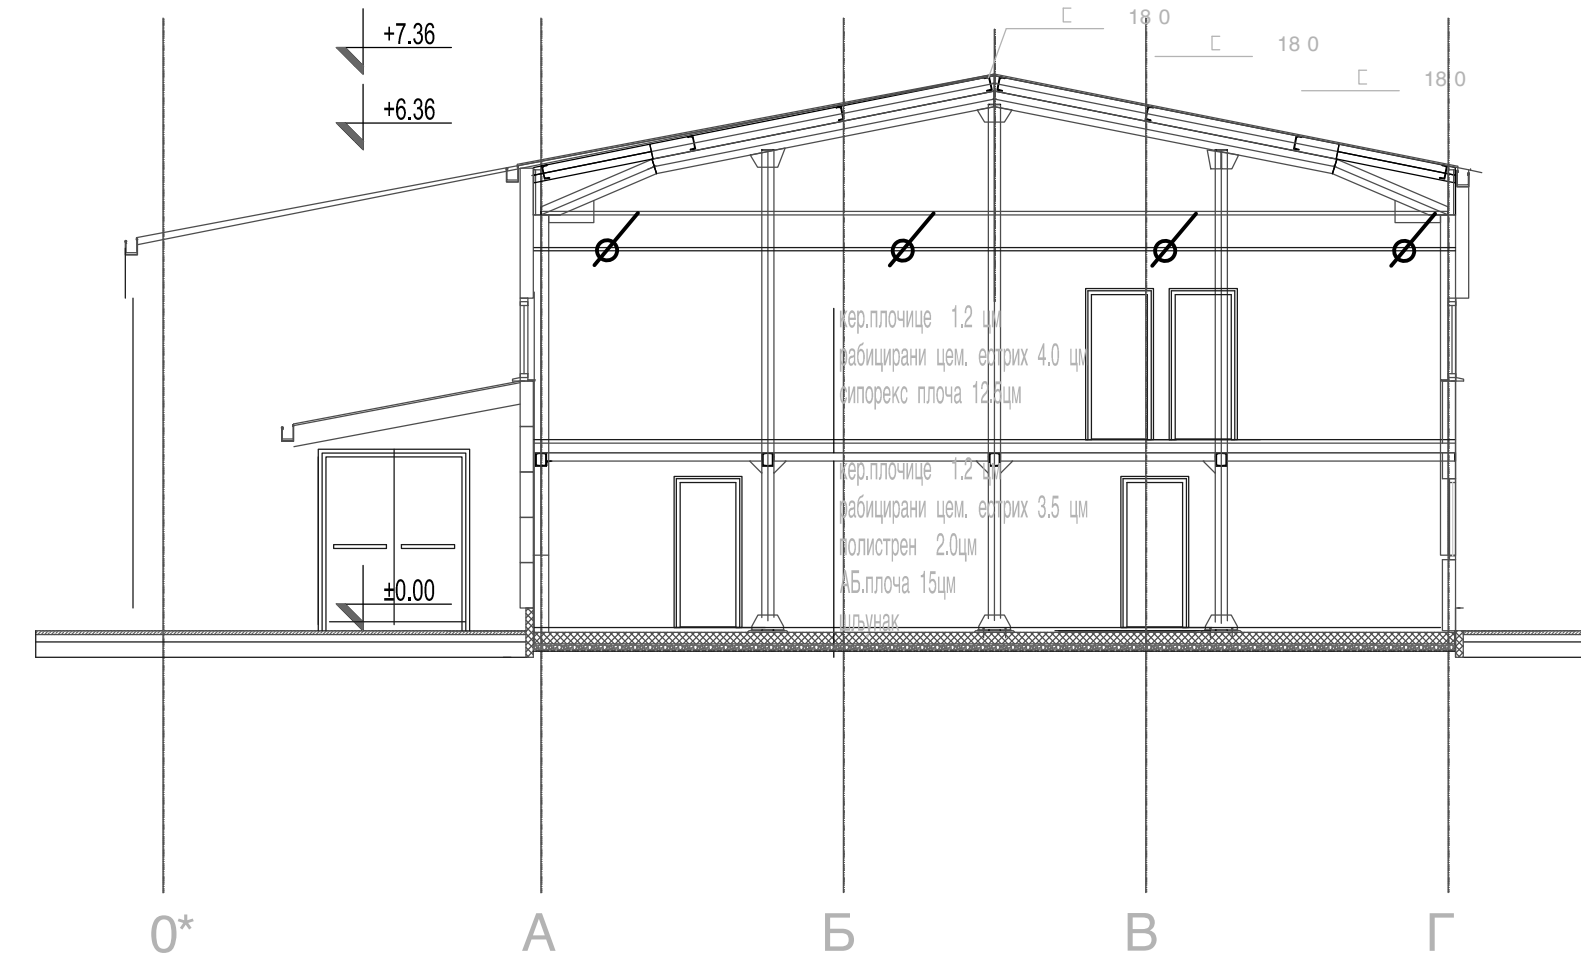 ⊏ 18 0
+7.36
⊏ 18 0
⊏ 18 0
+6.36
кер.плочице 1.2 цм
рабицирани цем. естрих 4.0 цм
сипорекс плоча 12.5цм
кер.плочице 1.2 цм
рабицирани цем. естрих 3.5 цм
полистрен 2.0цм
АБ.плоча 15цм
±0.00
шљунак
0* А Б В Г